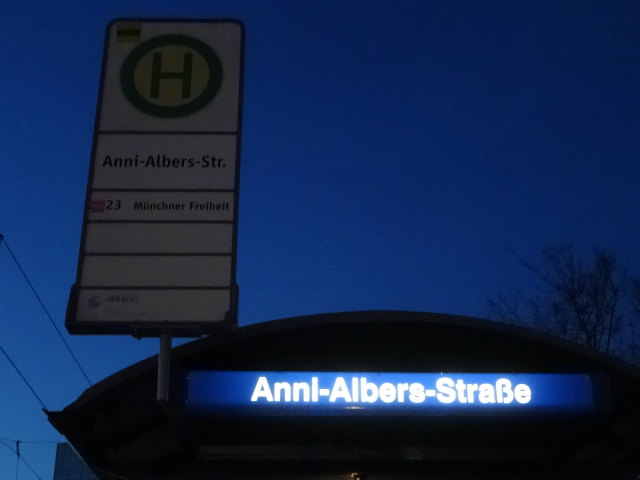 H
Anni-Albers-Str.
23 Münchner Freiheit
MVG
Anni-Albers-Straße